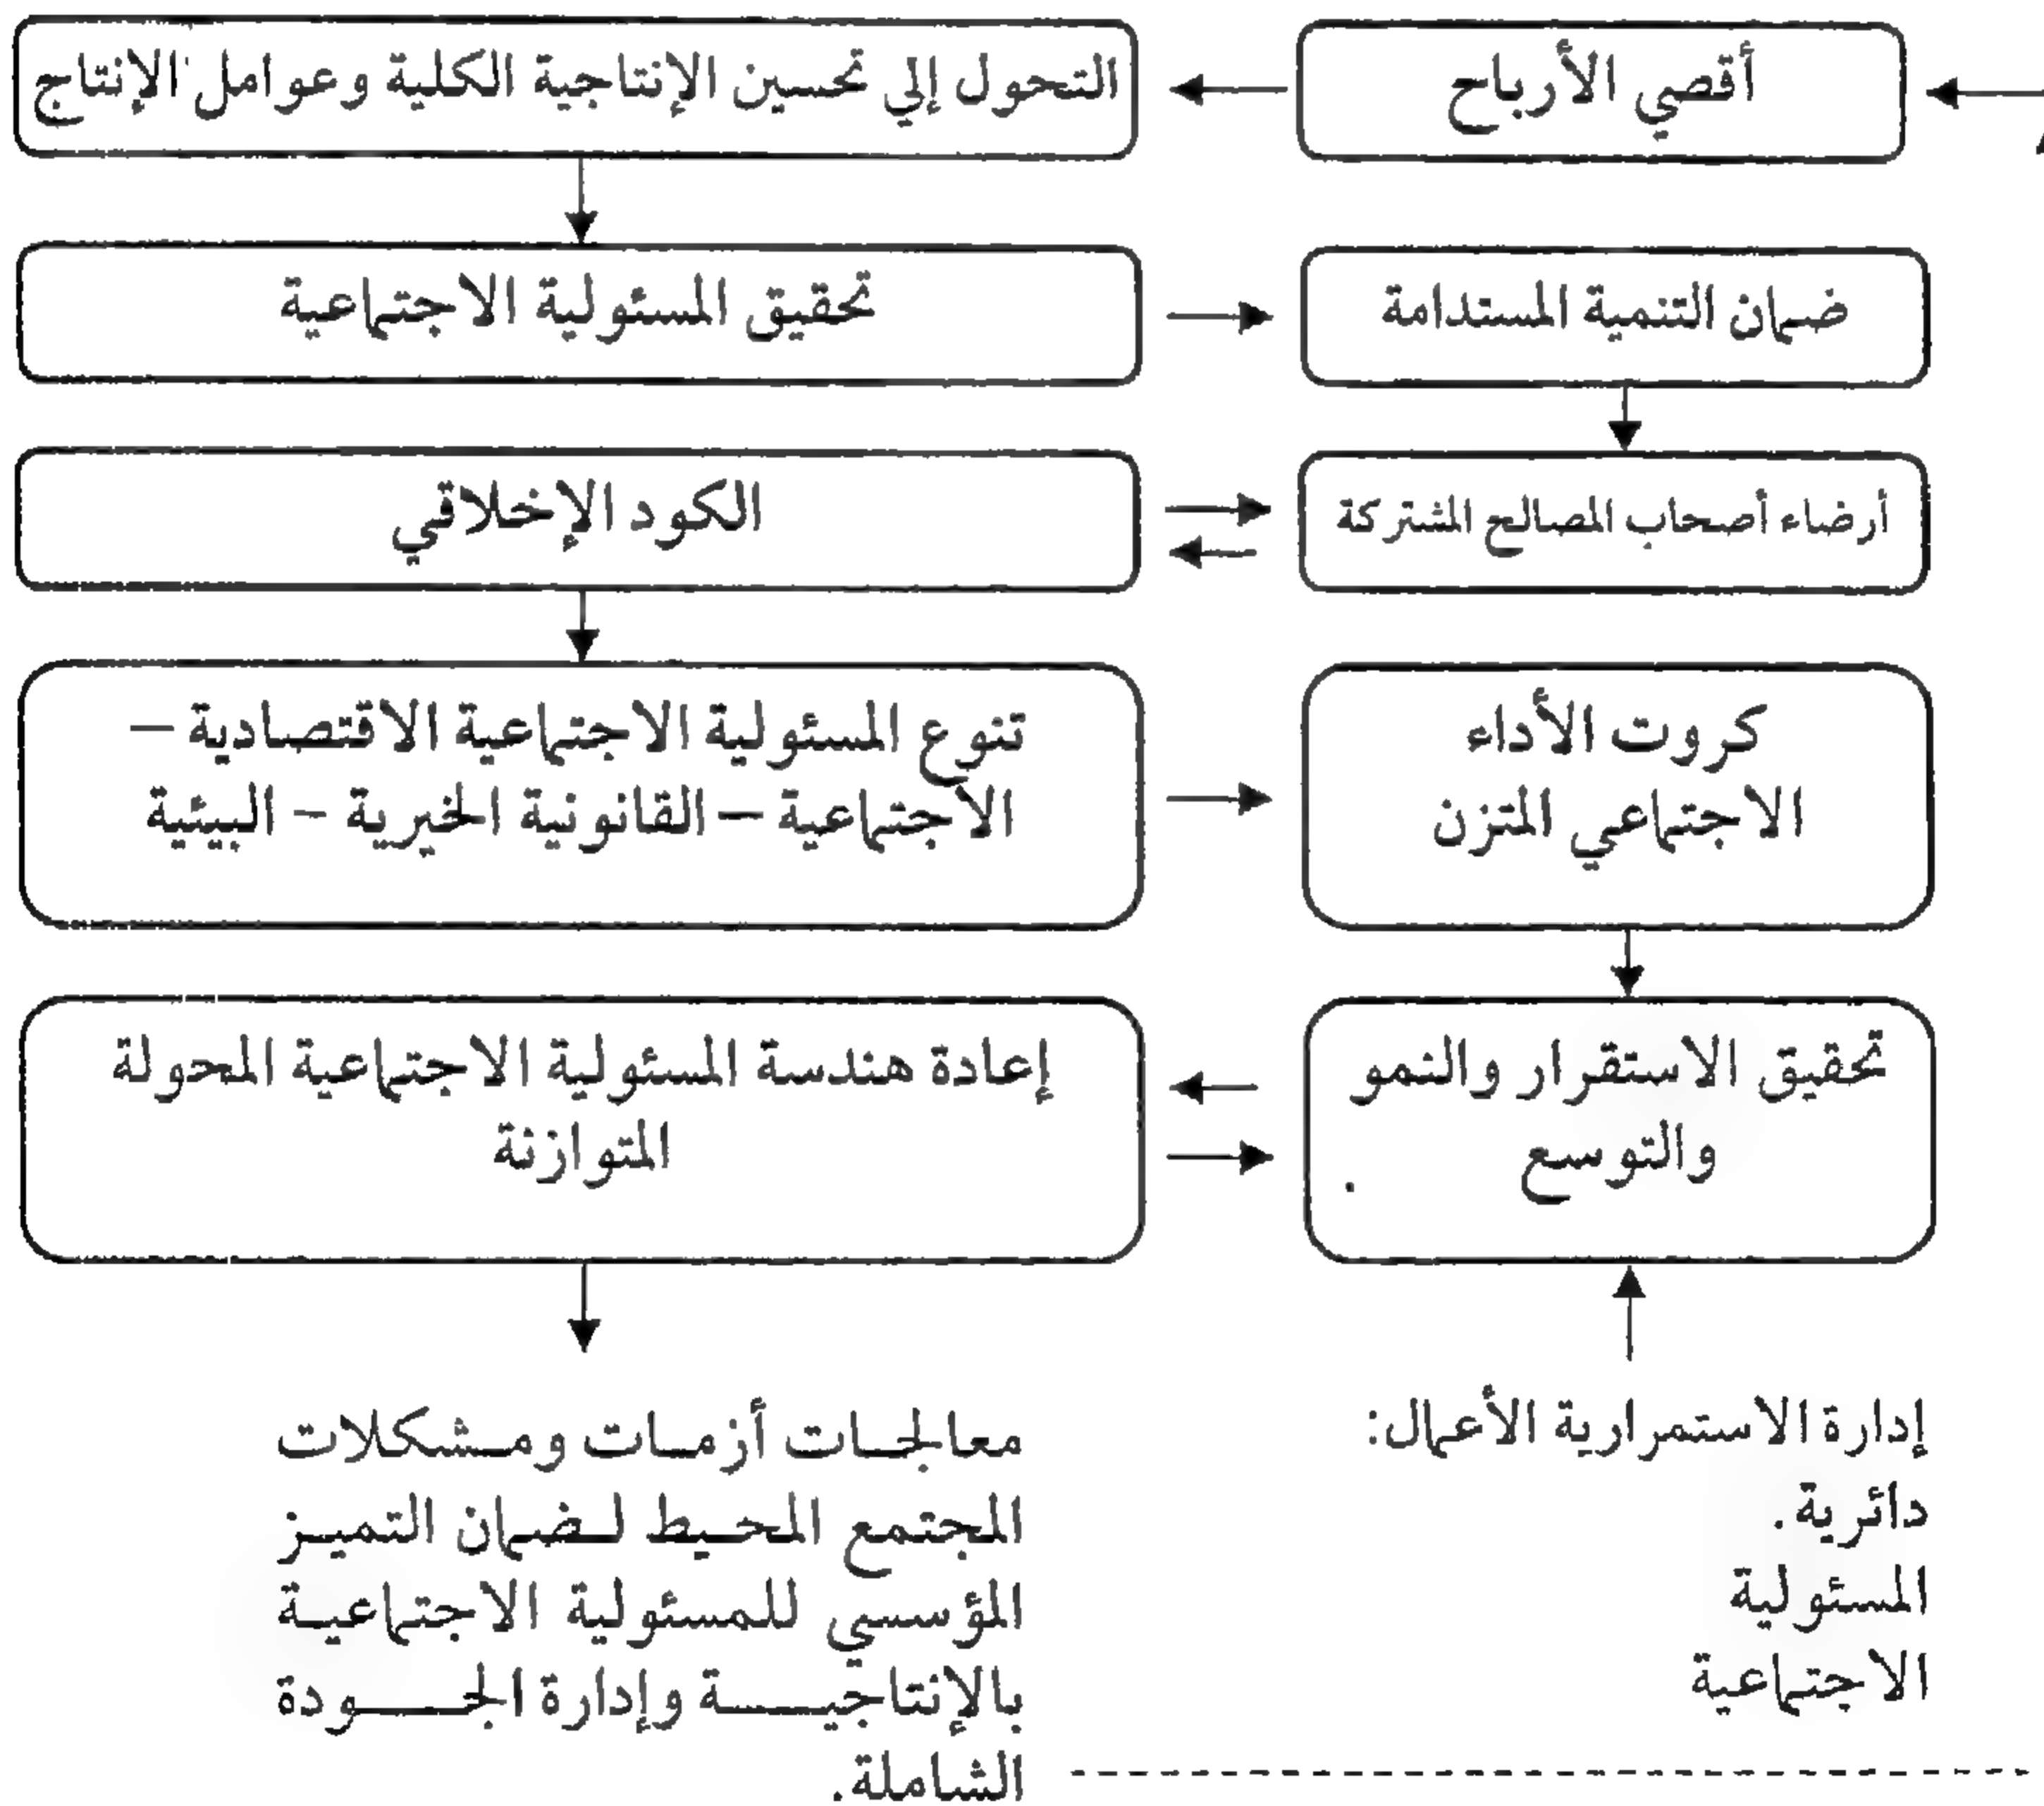 أقصي الأرباح
التحول إلي تحسين الإنتاجية الكلية وعوامل الإنتاج
ضمان التنمية المستدامة
تحقيق المسئولية الاجتماعية
أرضاء أصحاب المصالح المشتركة
الكود الإخلاقي
كروت الأداء
الاجتماعي المتزن
تنوع المسئولية الاجتماعية الاقتصادية –
الاجتماعية – القانونية الخيرية – البيئية
تحقيق الاستقرار والنمو
والتوسع
إعادة هندسة المسئولية الاجتماعية المحولة
المتوازنة
إدارة الاستمرارية الأعمال:
دائرية.
المسئولية
الاجتماعية
معالجات أزمات ومشكلات
المجتمع المحيط لضمان التميز
المؤسسي للمسئولية الاجتماعية
بالإنتاجية وإدارة الجودة
الشاملة.